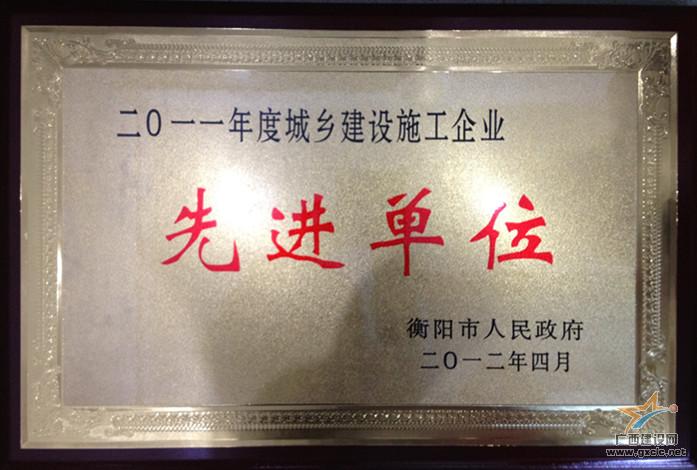 二〇一一年度城乡建设施工企业
先进单位
衡阳市人民政府
二〇一二年四月
广西建设网
www.gxcic.net